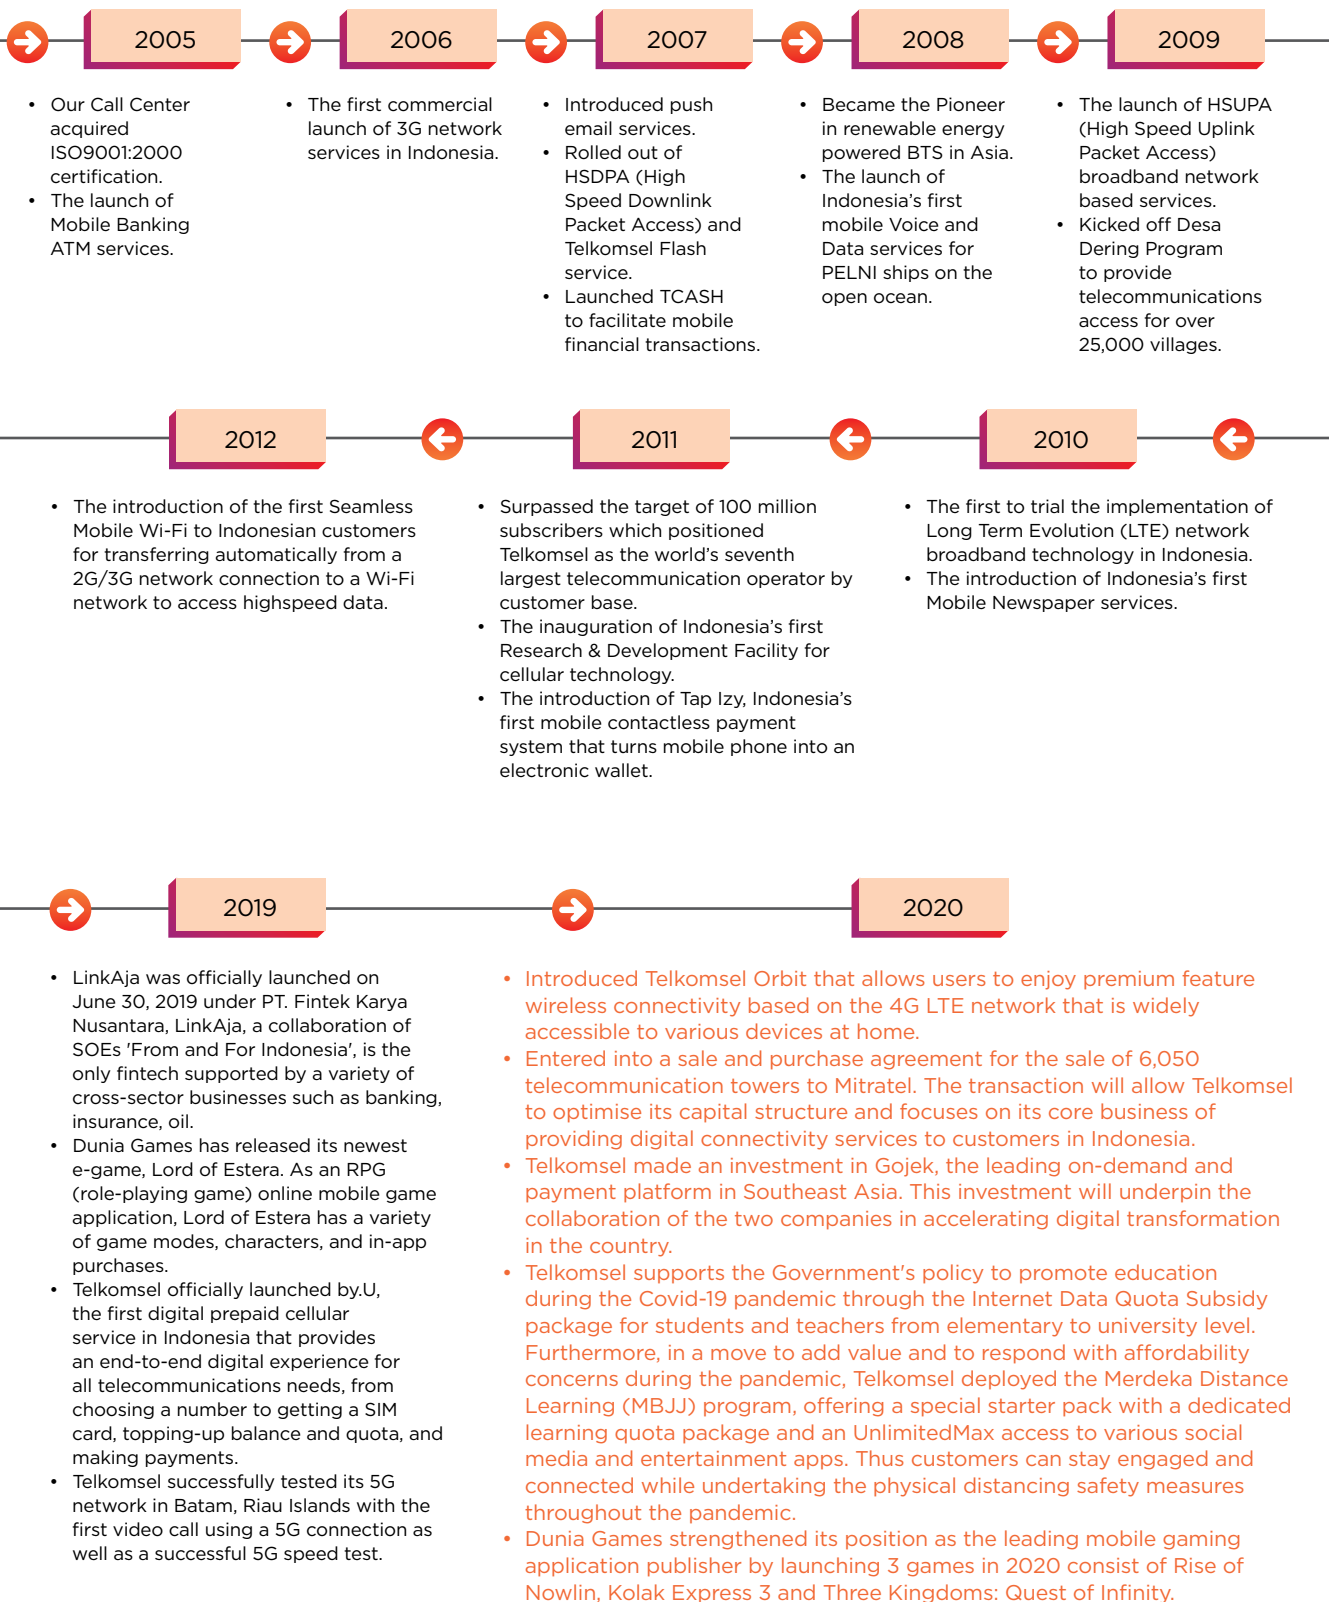 2005
• Our Call Center
acquired
ISO9001:2000
certification.
• The launch of
Mobile Banking
ATM services.
2006
• The first commercial
launch of 3G network
services in Indonesia.
2007
• Introduced push
email services.
• Rolled out of
HSDPA (High
Speed Downlink
Packet Access) and
Telkomsel Flash
service.
• Launched TCASH
to facilitate mobile
financial transactions.
2008
• Became the Pioneer
in renewable energy
powered BTS in Asia.
• The launch of
Indonesia’s first
mobile Voice and
Data services for
PELNI ships on the
open ocean.
2009
• The launch of HSUPA
(High Speed Uplink
Packet Access)
broadband network
based services.
• Kicked off Desa
Dering Program
to provide
telecommunications
access for over
25,000 villages.
2010
• The first to trial the implementation of
Long Term Evolution (LTE) network
broadband technology in Indonesia.
• The introduction of Indonesia’s first
Mobile Newspaper services.
2011
• Surpassed the target of 100 million
subscribers which positioned
Telkomsel as the world’s seventh
largest telecommunication operator by
customer base.
• The inauguration of Indonesia’s first
Research & Development Facility for
cellular technology.
• The introduction of Tap Izy, Indonesia’s
first mobile contactless payment
system that turns mobile phone into an
electronic wallet.
2012
• The introduction of the first Seamless
Mobile Wi-Fi to Indonesian customers
for transferring automatically from a
2G/3G network connection to a Wi-Fi
network to access highspeed data.
2019
• LinkAja was officially launched on
June 30, 2019 under PT. Fintek Karya
Nusantara, LinkAja, a collaboration of
SOEs 'From and For Indonesia', is the
only fintech supported by a variety of
cross-sector businesses such as banking,
insurance, oil.
• Dunia Games has released its newest
e-game, Lord of Estera. As an RPG
(role-playing game) online mobile game
application, Lord of Estera has a variety
of game modes, characters, and in-app
purchases.
• Telkomsel officially launched by.U,
the first digital prepaid cellular
service in Indonesia that provides
an end-to-end digital experience for
all telecommunications needs, from
choosing a number to getting a SIM
card, topping-up balance and quota, and
making payments.
• Telkomsel successfully tested its 5G
network in Batam, Riau Islands with the
first video call using a 5G connection as
well as a successful 5G speed test.
2020
• Introduced Telkomsel Orbit that allows users to enjoy premium feature
wireless connectivity based on the 4G LTE network that is widely
accessible to various devices at home.
• Entered into a sale and purchase agreement for the sale of 6,050
telecommunication towers to Mitratel. The transaction will allow Telkomsel
to optimise its capital structure and focuses on its core business of
providing digital connectivity services to customers in Indonesia.
• Telkomsel made an investment in Gojek, the leading on-demand and
payment platform in Southeast Asia. This investment will underpin the
collaboration of the two companies in accelerating digital transformation
in the country.
• Telkomsel supports the Government's policy to promote education
during the Covid-19 pandemic through the Internet Data Quota Subsidy
package for students and teachers from elementary to university level.
Furthermore, in a move to add value and to respond with affordability
concerns during the pandemic, Telkomsel deployed the Merdeka Distance
Learning (MBJJ) program, offering a special starter pack with a dedicated
learning quota package and an UnlimitedMax access to various social
media and entertainment apps. Thus customers can stay engaged and
connected while undertaking the physical distancing safety measures
throughout the pandemic.
• Dunia Games strengthened its position as the leading mobile gaming
application publisher by launching 3 games in 2020 consist of Rise of
Nowlin, Kolak Express 3 and Three Kingdoms: Quest of Infinity.